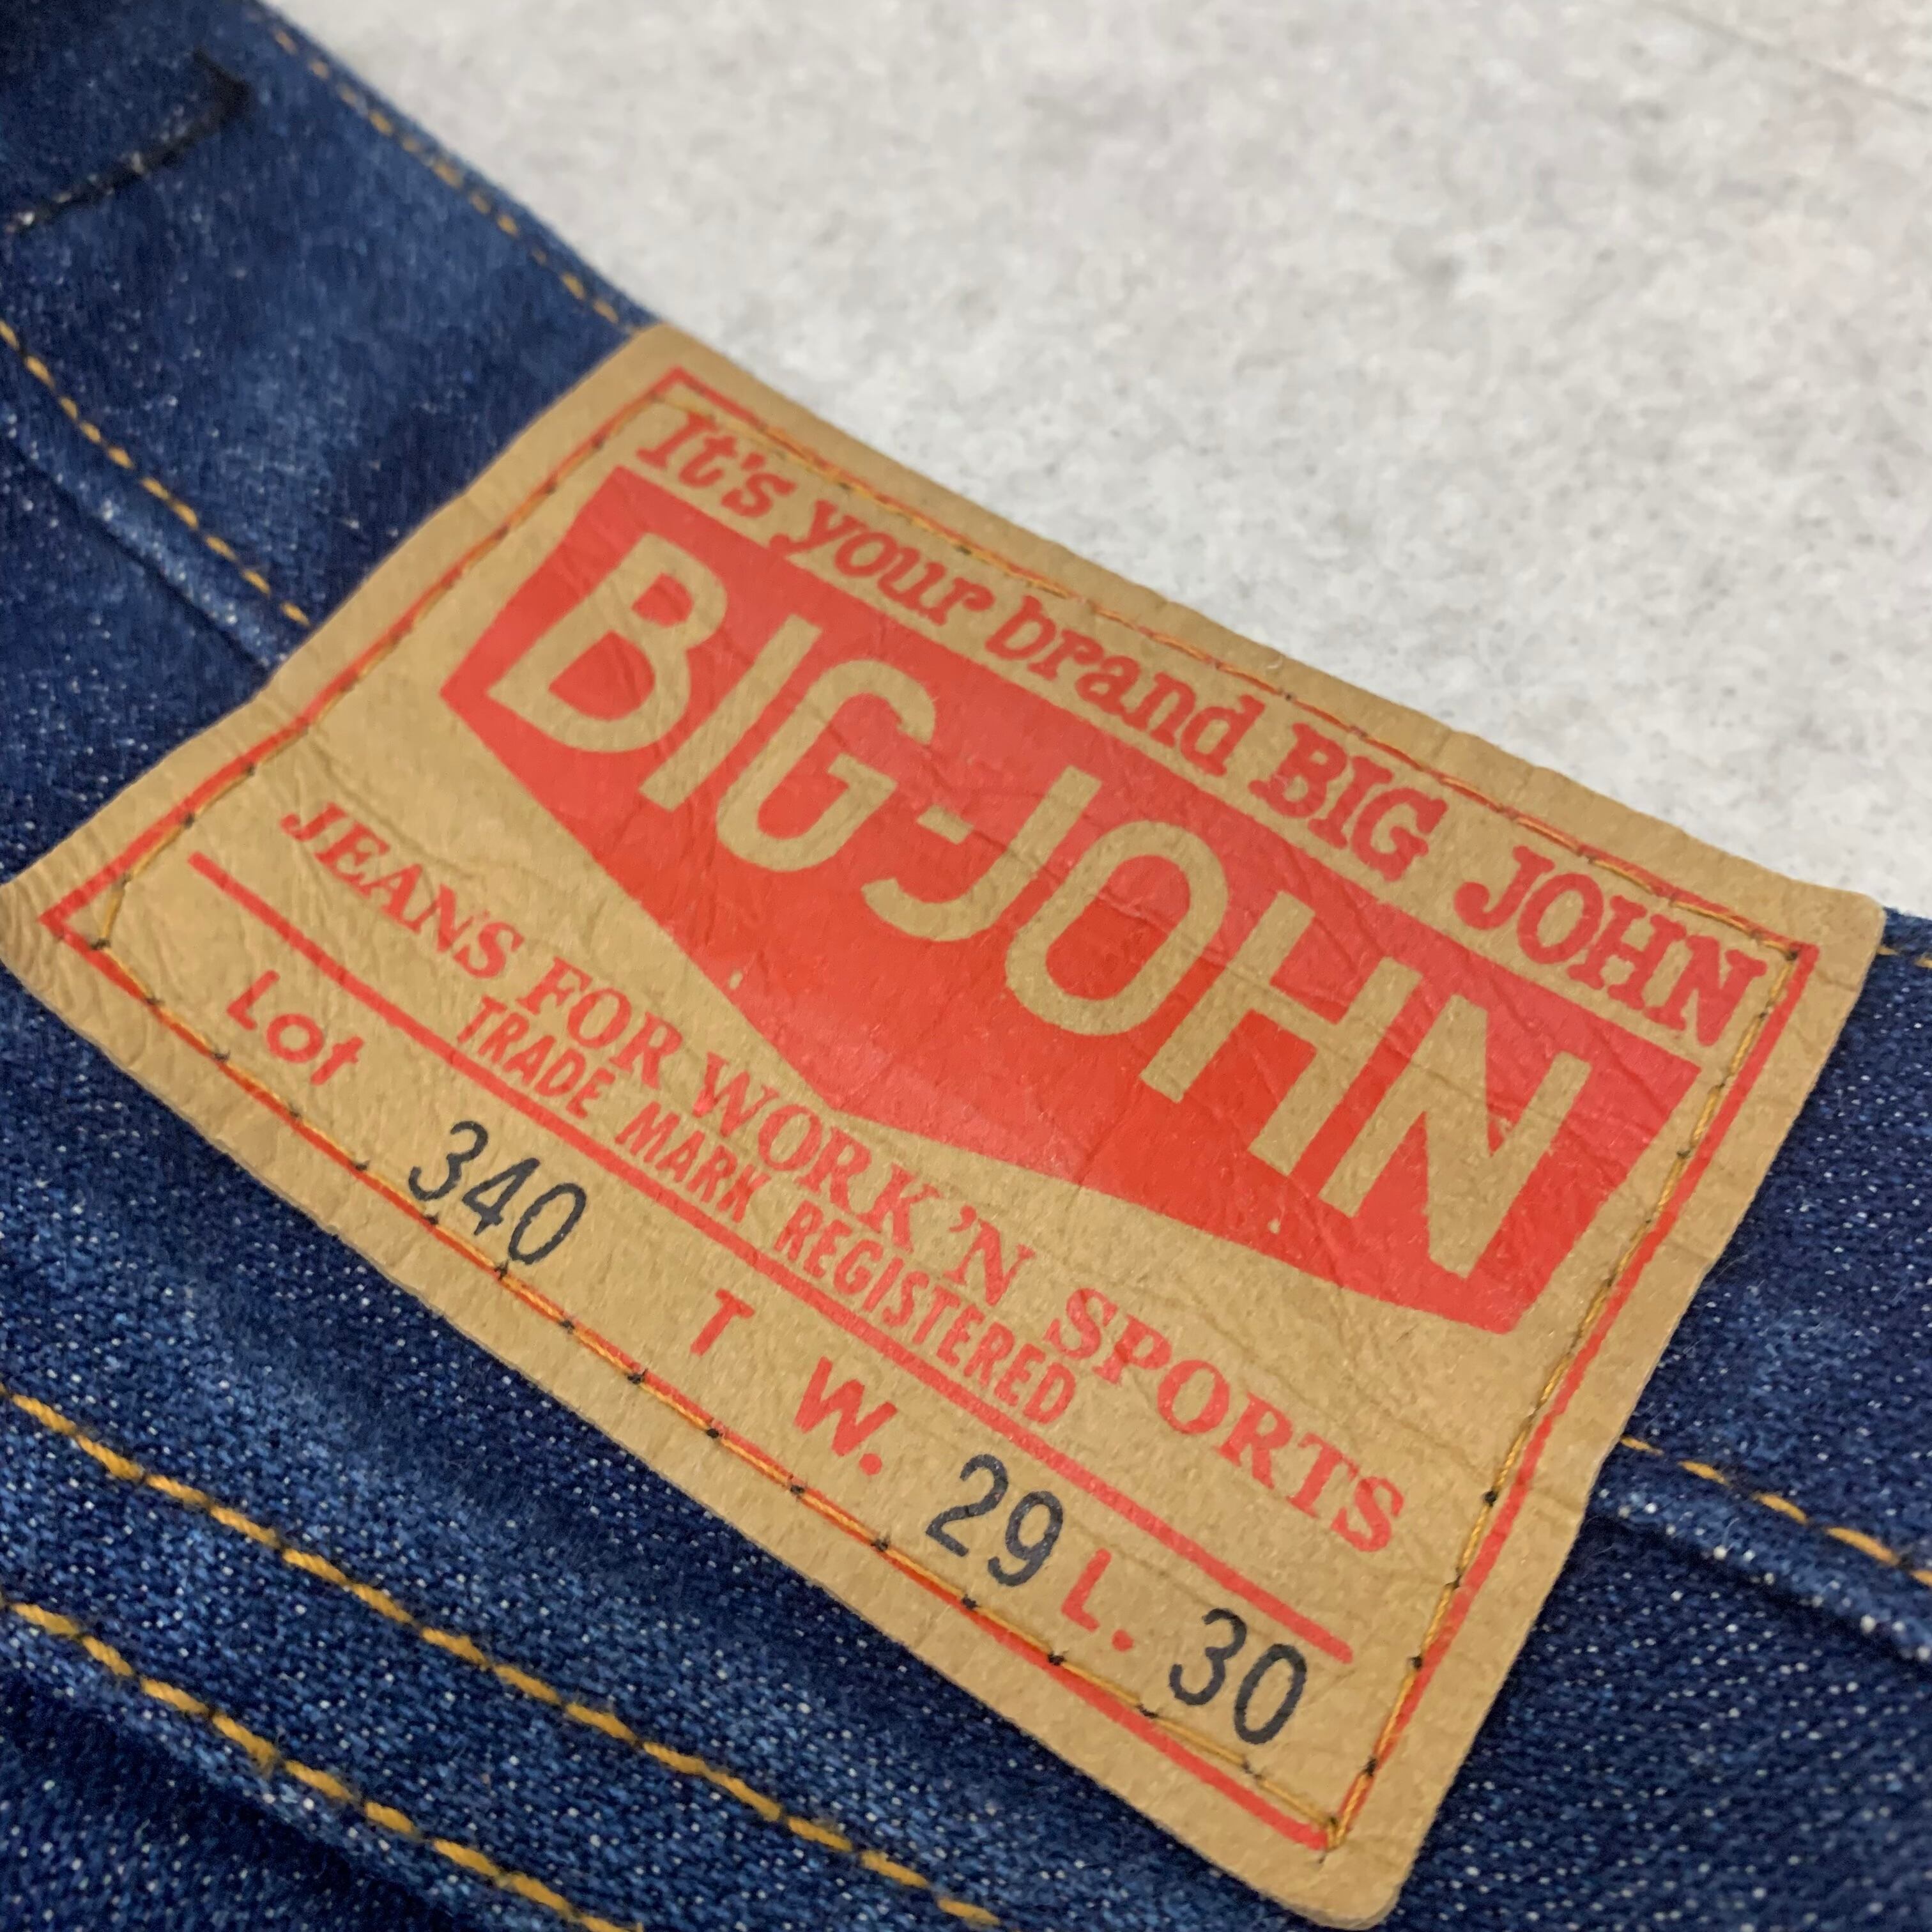 It's your brand BIG JOHN
BIG-JOHN
JEANS FOR WORK 'N SPORTS
TRADE MARK REGISTERED
Lot 340 T W. 29 L. 30